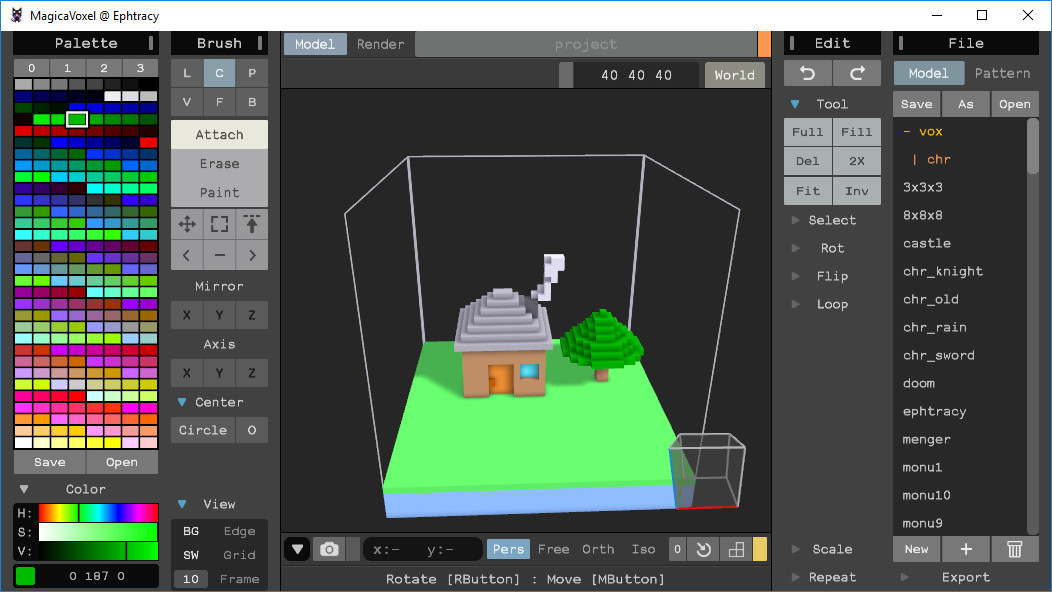 MagicaVoxel @ Ephtracy
Palette
0 1 2 3
Save Open
Color
H:
S:
V:
0 187 0
Brush
L C P
V F B
Attach
Erase
Paint
Mirror
X Y Z
Axis
X Y Z
Center
Circle O
View
BG Edge
SW Grid
10 Frame
Model Render project
40 40 40 World
x:- y:- Pers Free Orth Iso 0
Rotate [RButton] : Move [MButton]
Edit
Tool
Full Fill
Del 2X
Fit Inv
Select
Rot
Flip
Loop
Scale
Repeat
File
Model Pattern
Save As Open
- vox
| chr
3x3x3
8x8x8
castle
chr_knight
chr_old
chr_rain
chr_sword
doom
ephtracy
menger
monu1
monu10
monu9
New +
Export